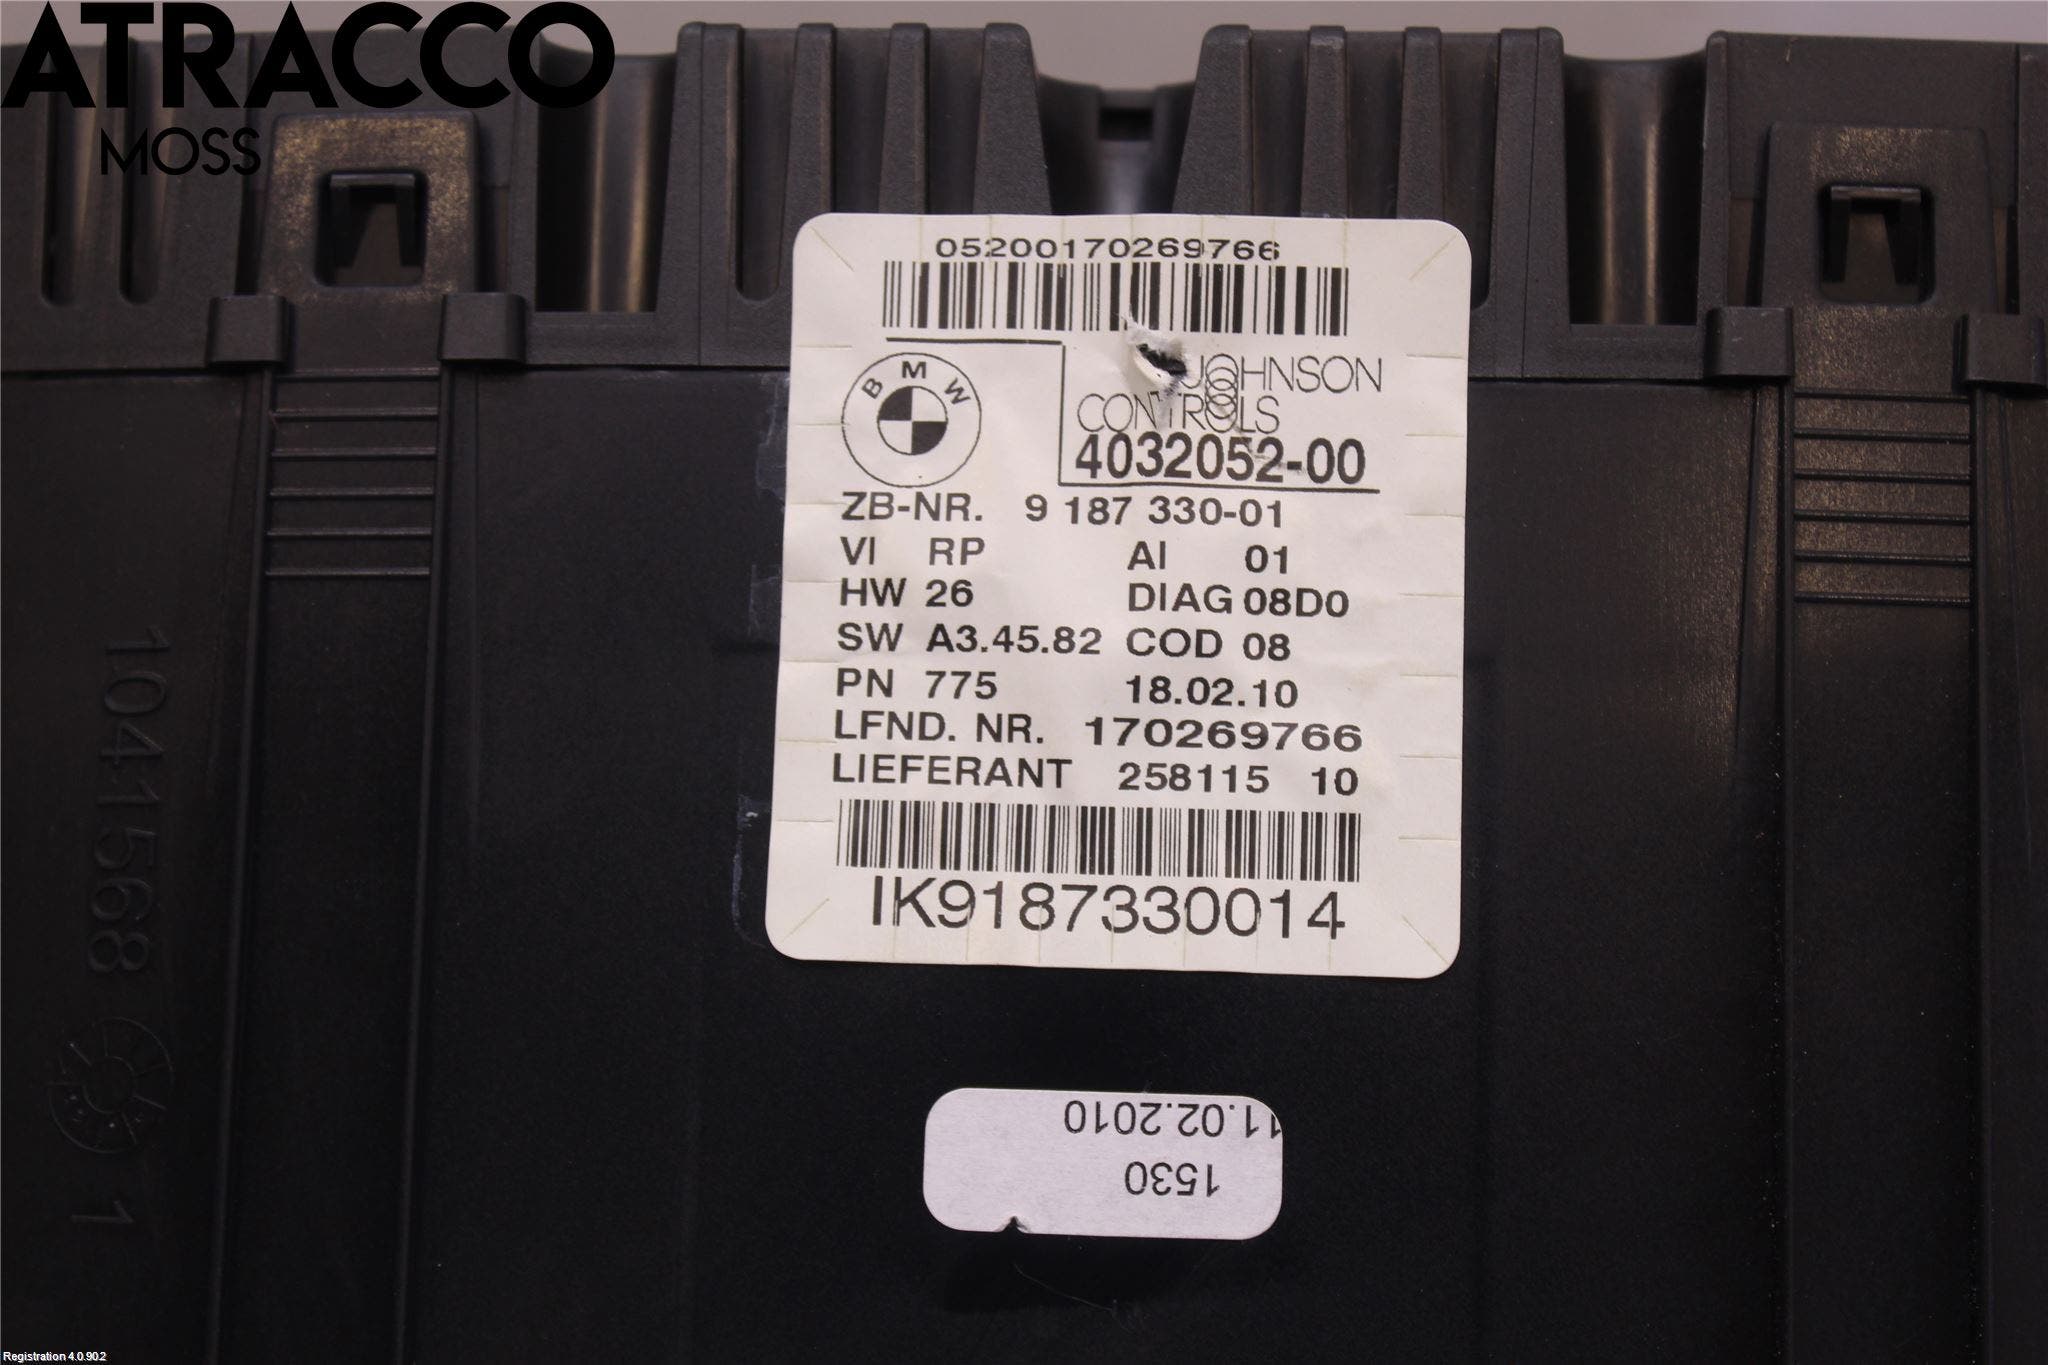 ATRACCO
MOSS
05200170269766
BMW
JOHNSON
CONTROLS
4032052-00
ZB-NR. 9 187 330-01
VI RP AI 01
HW 26 DIAG 08D0
SW A3.45.82 COD 08
PN 775 18.02.10
LFND. NR. 170269766
LIEFERANT 258115 10
IK9187330014
1530
11.02.2010
1041568 1
Registration 4.0.90.2